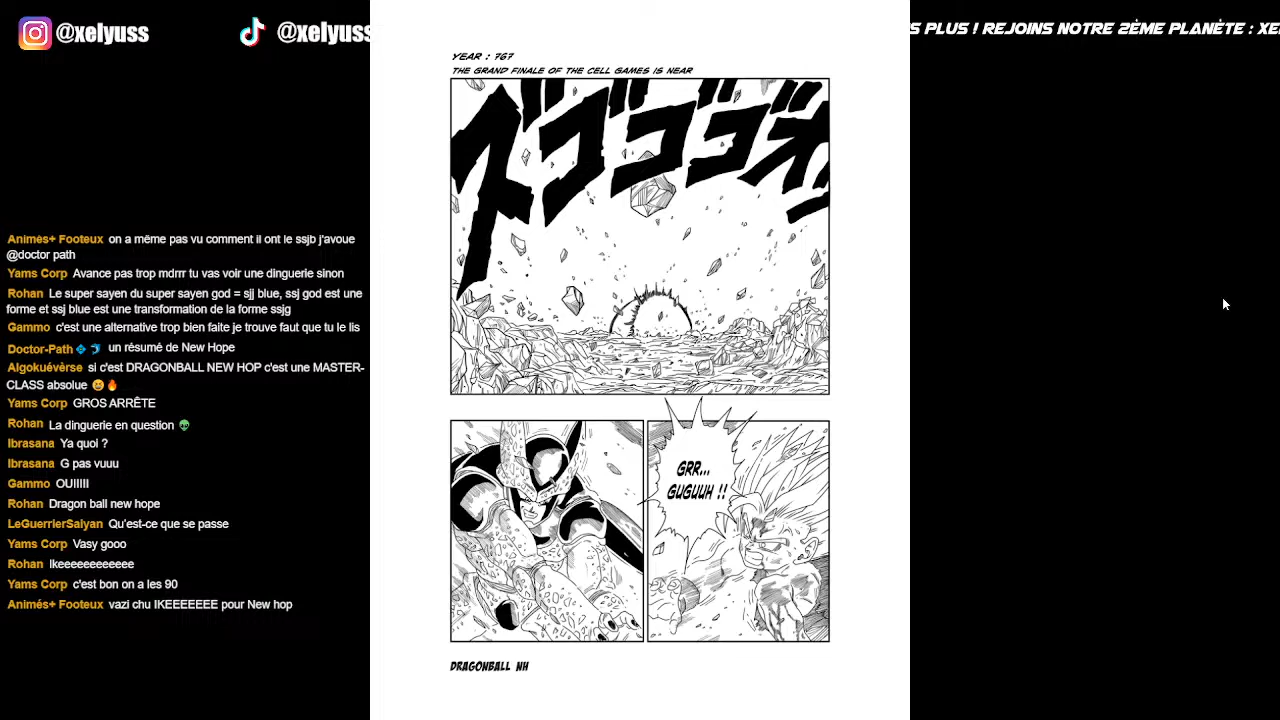 @xelyuss
@xelyuss
S PLUS ! REJOINS NOTRE 2ÈME PLANÈTE : XE
YEAR : 767
THE GRAND FINALE OF THE CELL GAMES IS NEAR
GRR...
GUGUUH !!
DRAGONBALL NH
Animés+ Footeux on a même pas vu comment il ont le ssjb j'avoue
@doctor path
Yams Corp Avance pas trop mdrrr tu vas voir une dinguerie sinon
Rohan Le super sayen du super sayen god = sjj blue, ssj god est une
forme et ssj blue est une transformation de la forme ssjg
Gammo c'est une alternative trop bien faite je trouve faut que tu le lis
Doctor-Path un résumé de New Hope
Algokuévèrse si c'est DRAGONBALL NEW HOP c'est une MASTER-
CLASS absolue 😄🔥
Yams Corp GROS ARRÊTE
Rohan La dinguerie en question 👽
Ibrasana Ya quoi ?
Ibrasana G pas vuuu
Gammo OUIIIII
Rohan Dragon ball new hope
LeGuerrierSaiyan Qu'est-ce que se passe
Yams Corp Vasy gooo
Rohan Ikeeeeeeeeeeee
Yams Corp c'est bon on a les 90
Animés+ Footeux vazi chu IKEEEEEEE pour New hop